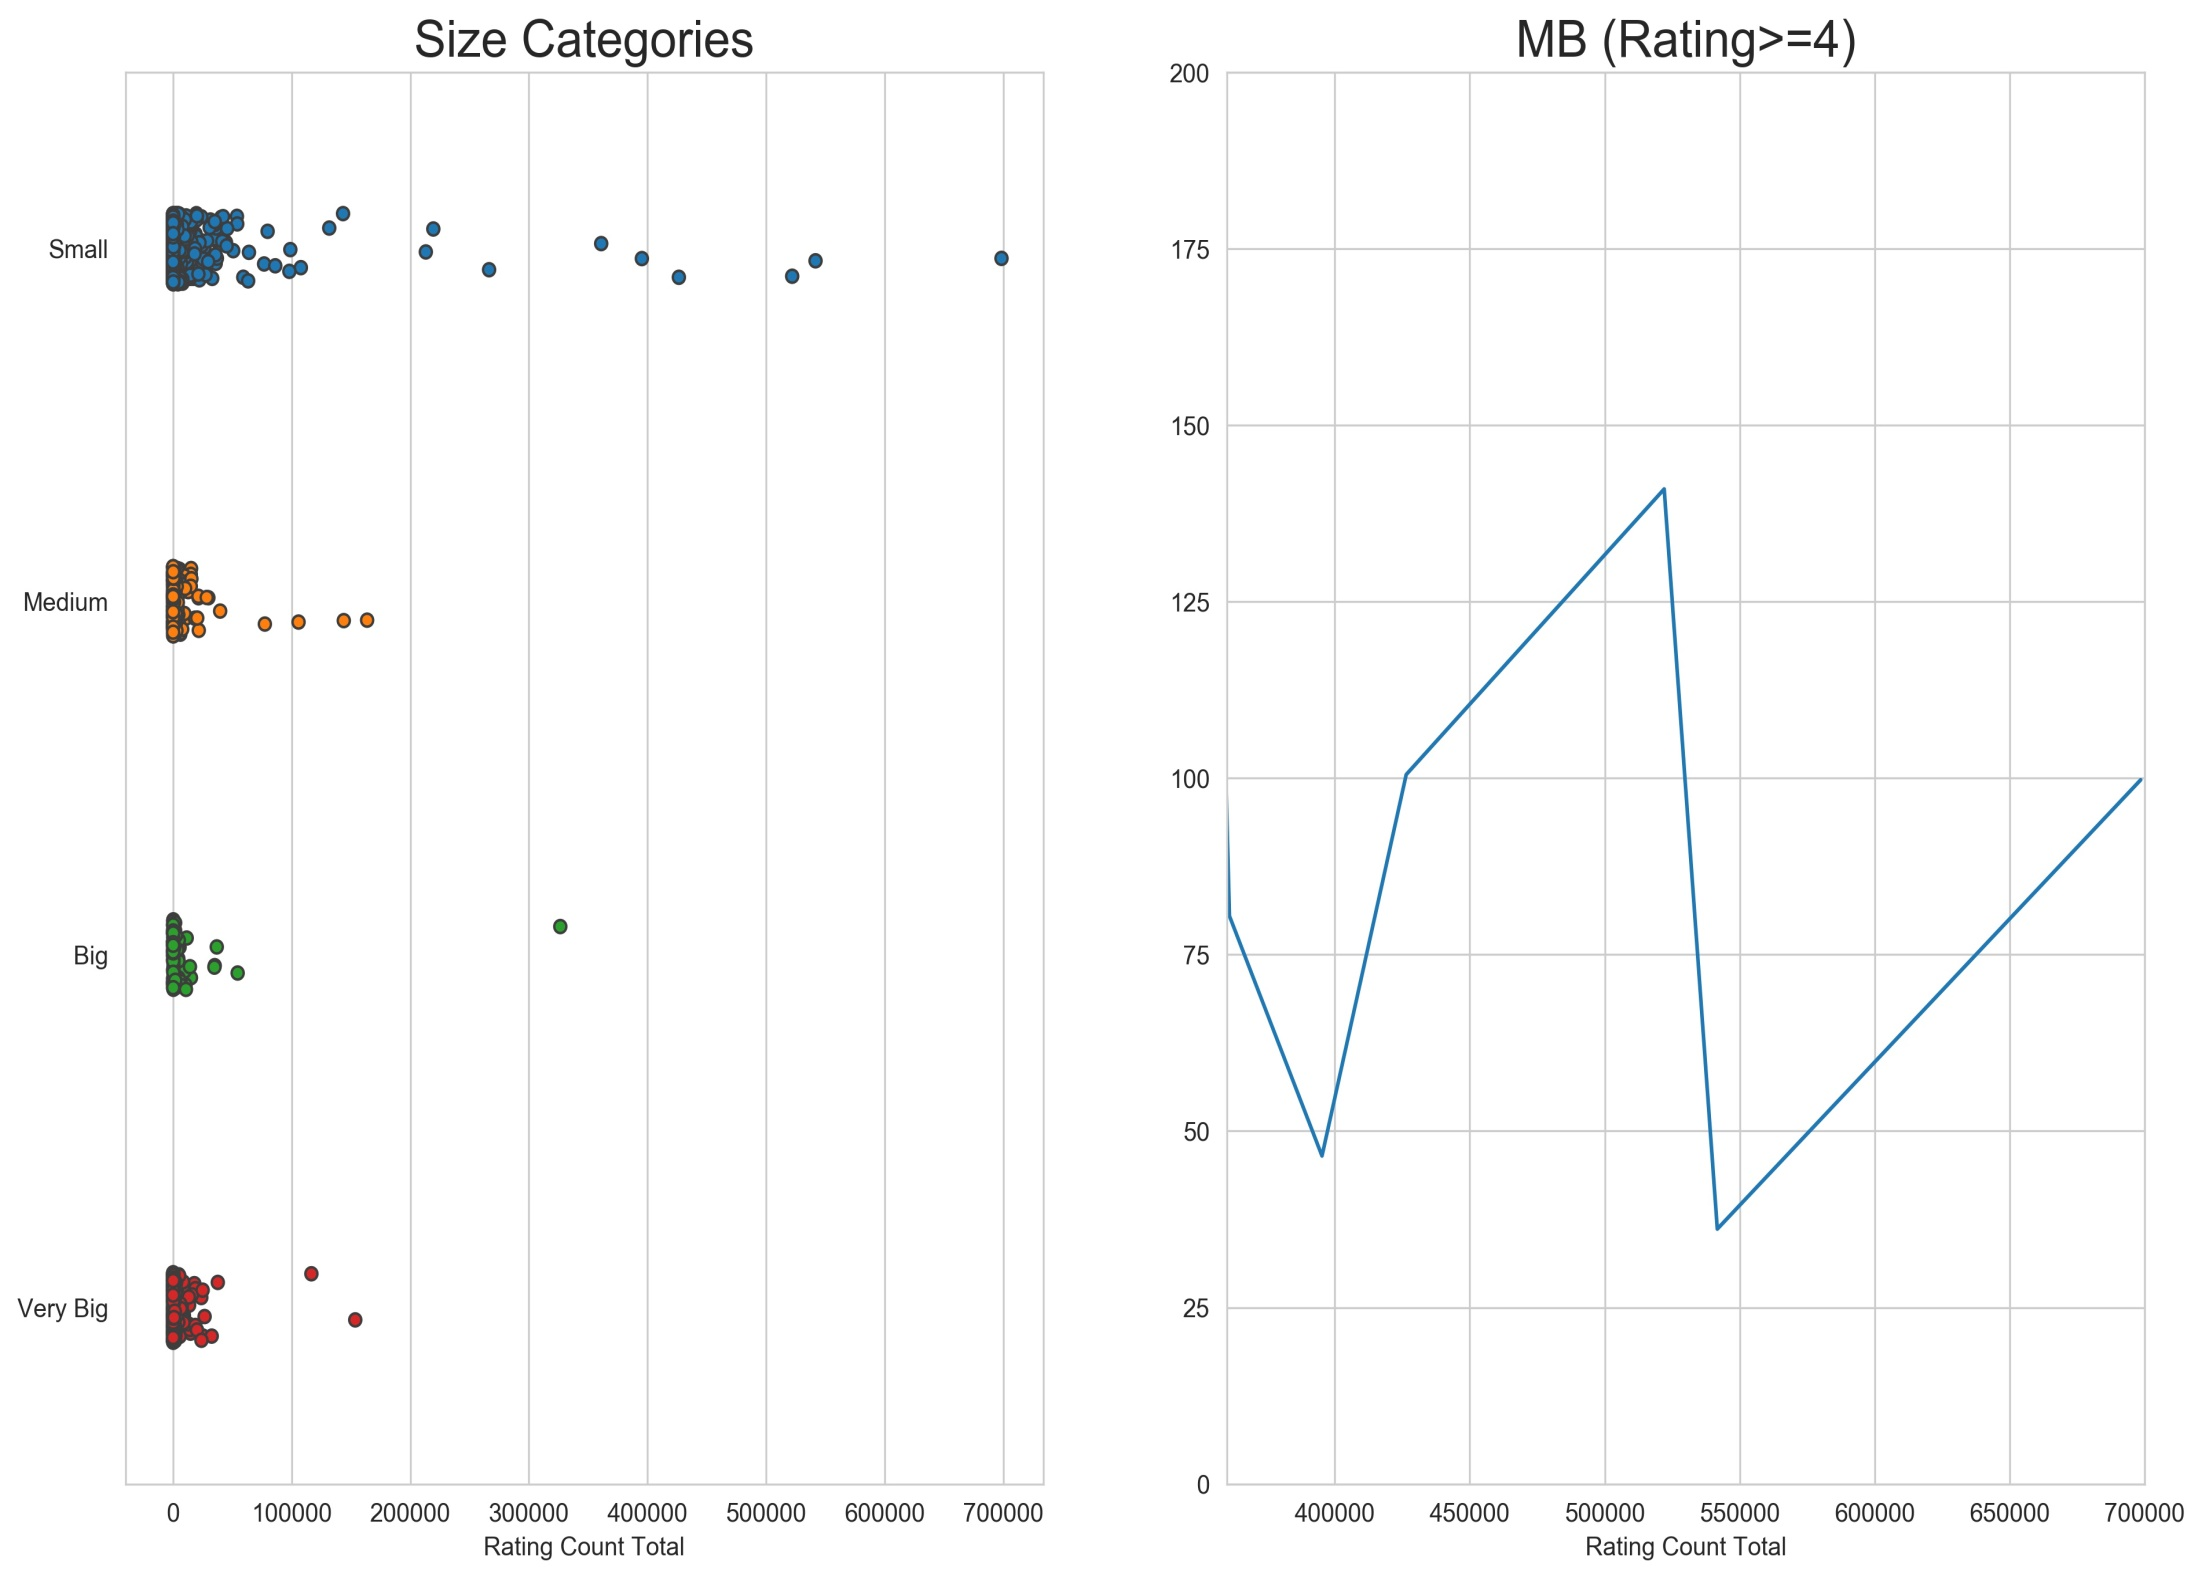 Size Categories
Small
Medium
Big
Very Big
0 100000 200000 300000 400000 500000 600000 700000
Rating Count Total
MB (Rating>=4)
200
175
150
125
100
75
50
25
0
400000 450000 500000 550000 600000 650000 700000
Rating Count Total